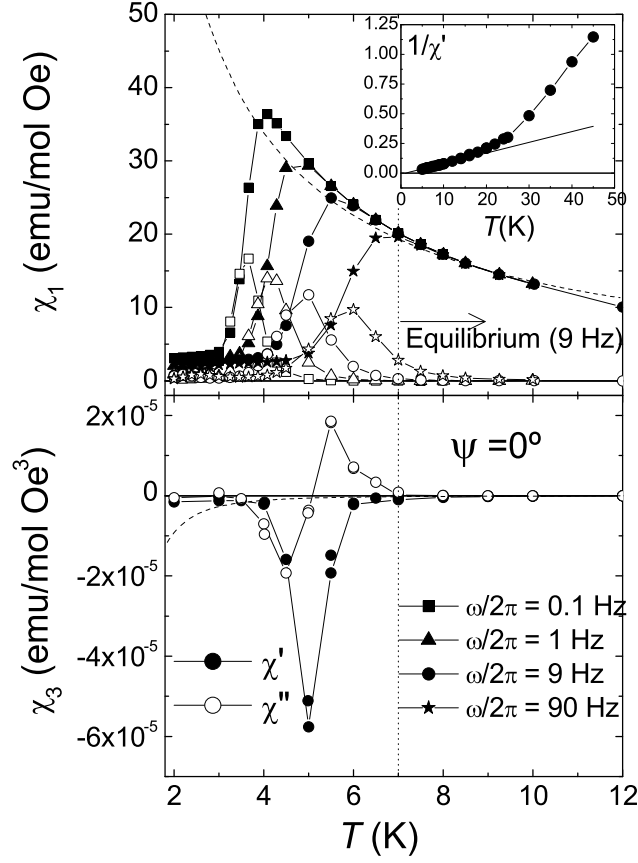 50
40
30
20
10
0
χ₁ (emu/mol Oe)
1/χ'
1.25
1.00
0.75
0.50
0.25
0.00
0 10 20 30 40 50
T(K)
Equilibrium (9 Hz)
2x10⁻⁵
0
-2x10⁻⁵
-4x10⁻⁵
-6x10⁻⁵
χ₃ (emu/mol Oe³)
ψ =0º
χ'
χ''
ω/2π = 0.1 Hz
ω/2π = 1 Hz
ω/2π = 9 Hz
ω/2π = 90 Hz
2 4 6 8 10 12
T (K)